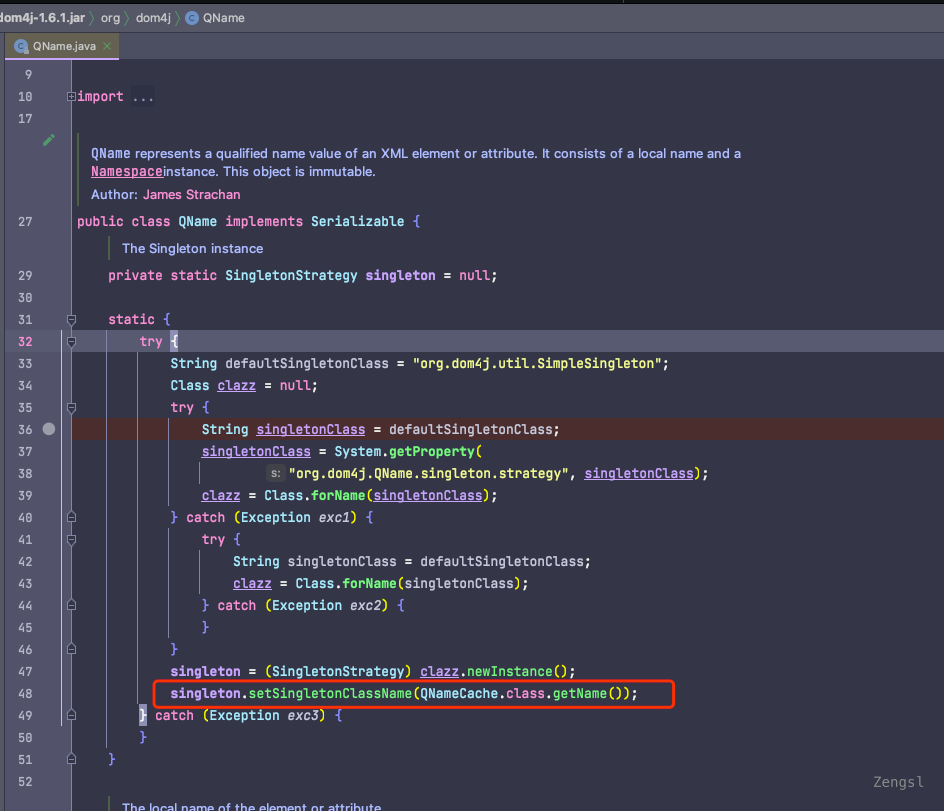 dom4j-1.6.1.jar 〉 org 〉 dom4j 〉 C QName
QName.java ×
9
10 import ...
17
QName represents a qualified name value of an XML element or attribute. It consists of a local name and a
Namespaceinstance. This object is immutable.
Author: James Strachan
27 public class QName implements Serializable {
The Singleton instance
29 private static SingletonStrategy singleton = null;
30
31 static {
32 try {
33 String defaultSingletonClass = "org.dom4j.util.SimpleSingleton";
34 Class clazz = null;
35 try {
36 String singletonClass = defaultSingletonClass;
37 singletonClass = System.getProperty(
38 s: "org.dom4j.QName.singleton.strategy", singletonClass);
39 clazz = Class.forName(singletonClass);
40 } catch (Exception exc1) {
41 try {
42 String singletonClass = defaultSingletonClass;
43 clazz = Class.forName(singletonClass);
44 } catch (Exception exc2) {
45 }
46 }
47 singleton = (SingletonStrategy) clazz.newInstance();
48 singleton.setSingletonClassName(QNameCache.class.getName());
49 } catch (Exception exc3) {
50 }
51 }
52
Zengsl
The local name of the element or attribute